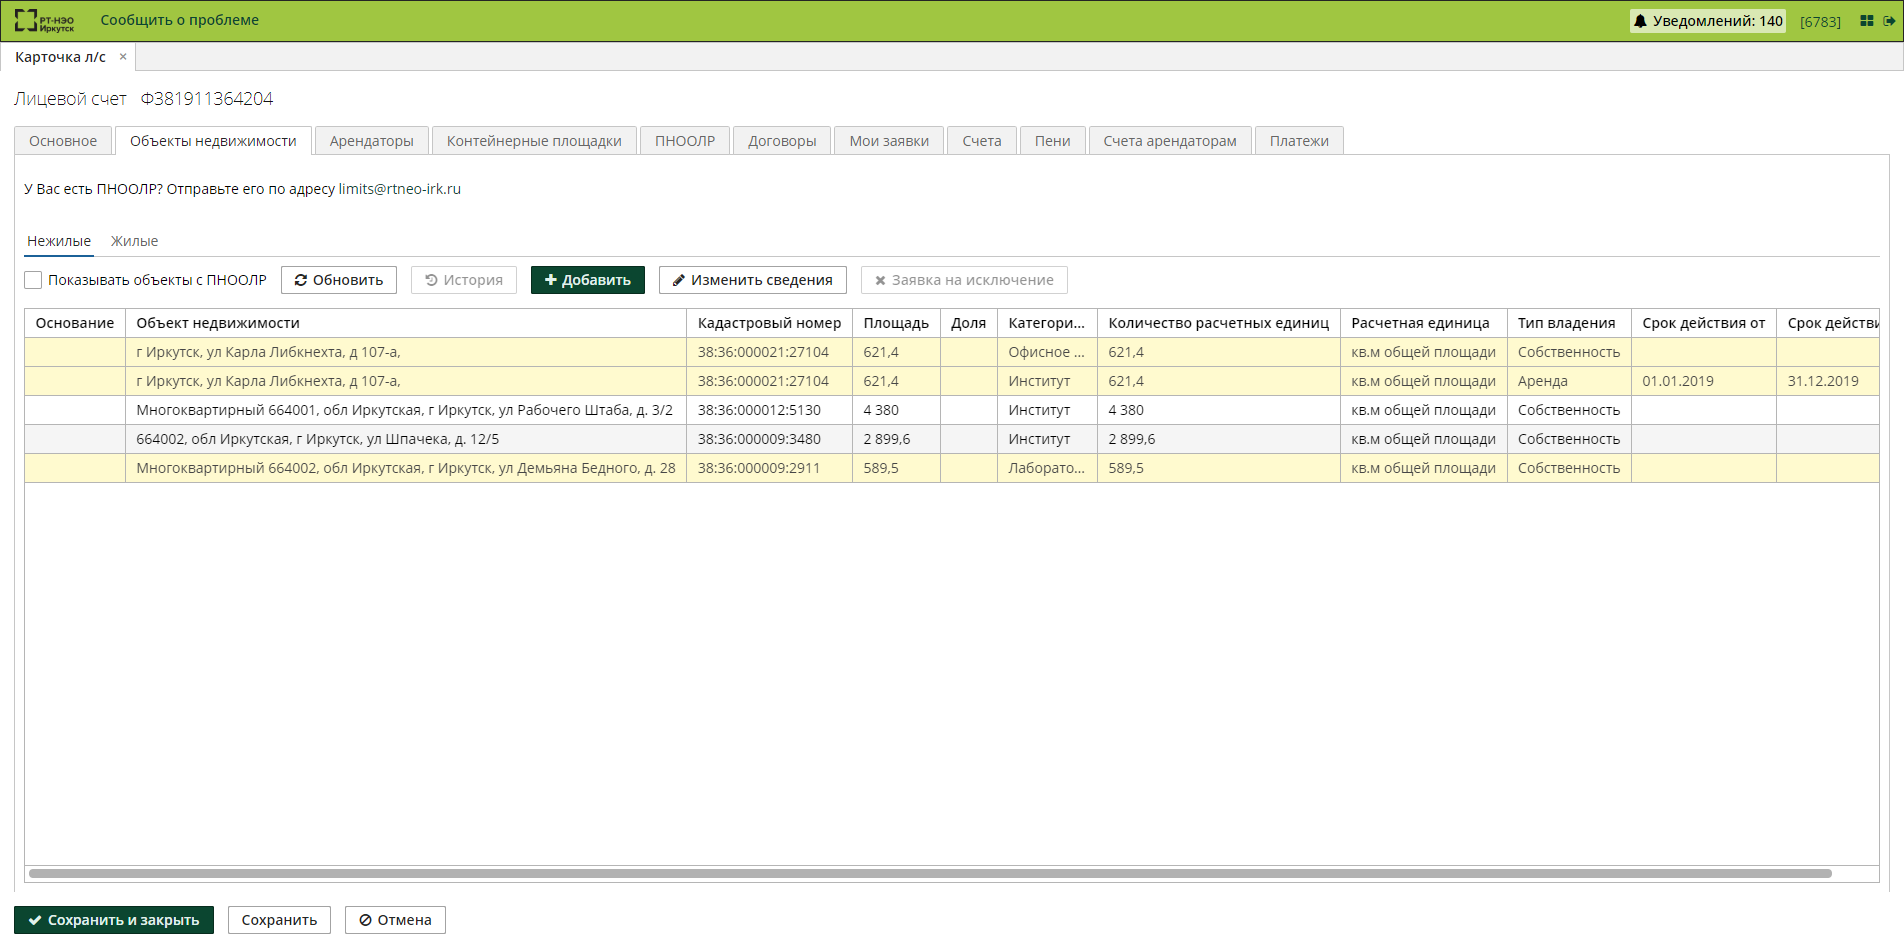 РТ-НЭО
Иркутск
Сообщить о проблеме
Уведомлений: 140
[6783]
Карточка л/с ×
Лицевой счет Ф381911364204
Основное Объекты недвижимости Арендаторы Контейнерные площадки ПНООЛР Договоры Мои заявки Счета Пени Счета арендаторам Платежи
У Вас есть ПНООЛР? Отправьте его по адресу limits@rtneo-irk.ru
Нежилые Жилые
Показывать объекты с ПНООЛР Обновить История Добавить Изменить сведения Заявка на исключение
Основание Объект недвижимости Кадастровый номер Площадь Доля Категори... Количество расчетных единиц Расчетная единица Тип владения Срок действия от Срок действи
г Иркутск, ул Карла Либкнехта, д 107-а, 38:36:000021:27104 621,4 Офисное ... 621,4 кв.м общей площади Собственность
г Иркутск, ул Карла Либкнехта, д 107-а, 38:36:000021:27104 621,4 Институт 621,4 кв.м общей площади Аренда 01.01.2019 31.12.2019
Многоквартирный 664001, обл Иркутская, г Иркутск, ул Рабочего Штаба, д. 3/2 38:36:000012:5130 4 380 Институт 4 380 кв.м общей площади Собственность
664002, обл Иркутская, г Иркутск, ул Шпачека, д. 12/5 38:36:000009:3480 2 899,6 Институт 2 899,6 кв.м общей площади Собственность
Многоквартирный 664002, обл Иркутская, г Иркутск, ул Демьяна Бедного, д. 28 38:36:000009:2911 589,5 Лаборато... 589,5 кв.м общей площади Собственность
Сохранить и закрыть Сохранить Отмена